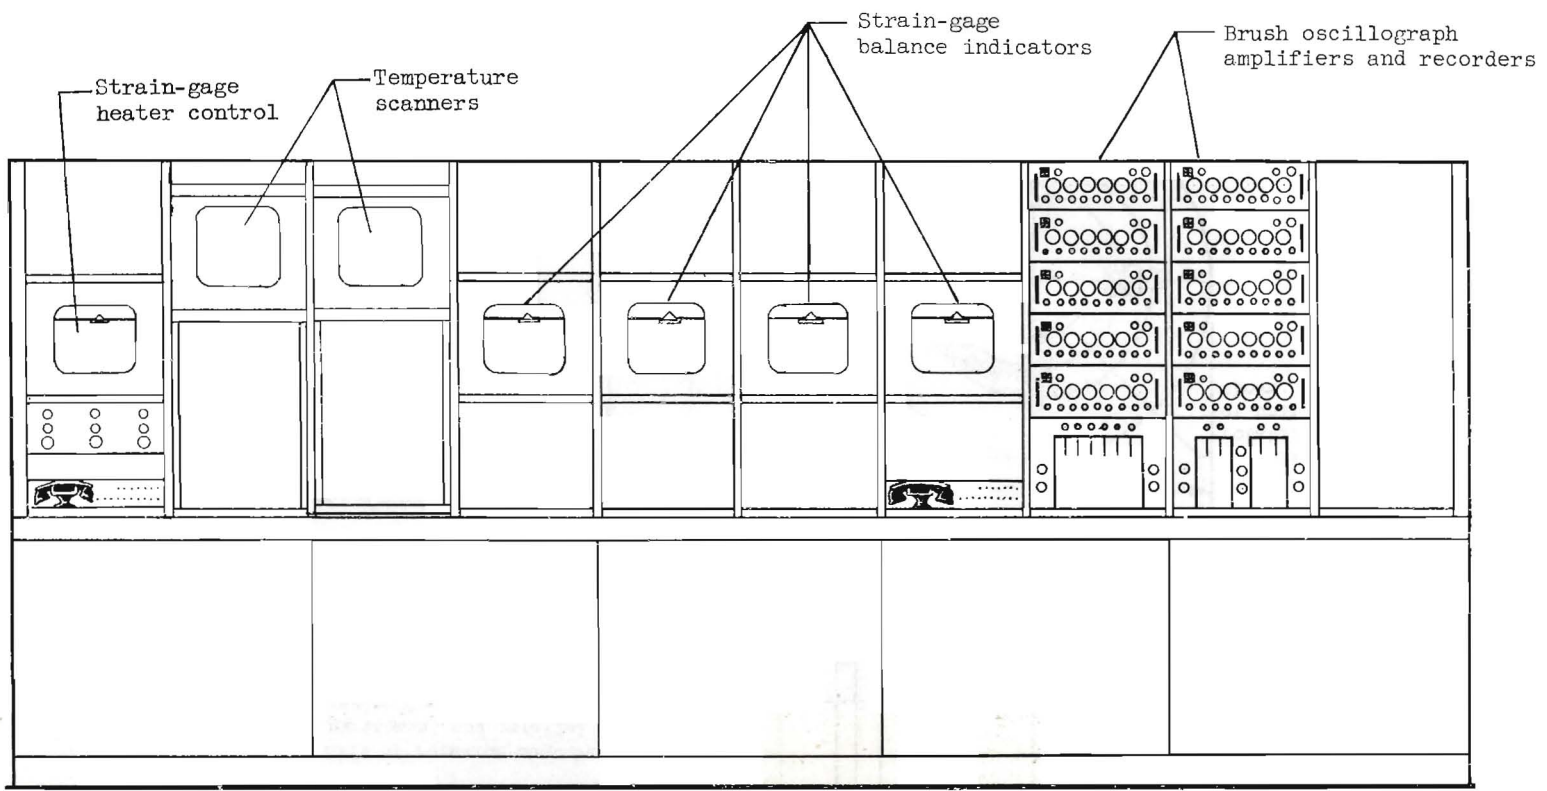 Strain-gage
balance indicators
Brush oscillograph
amplifiers and recorders
Temperature
scanners
Strain-gage
heater control